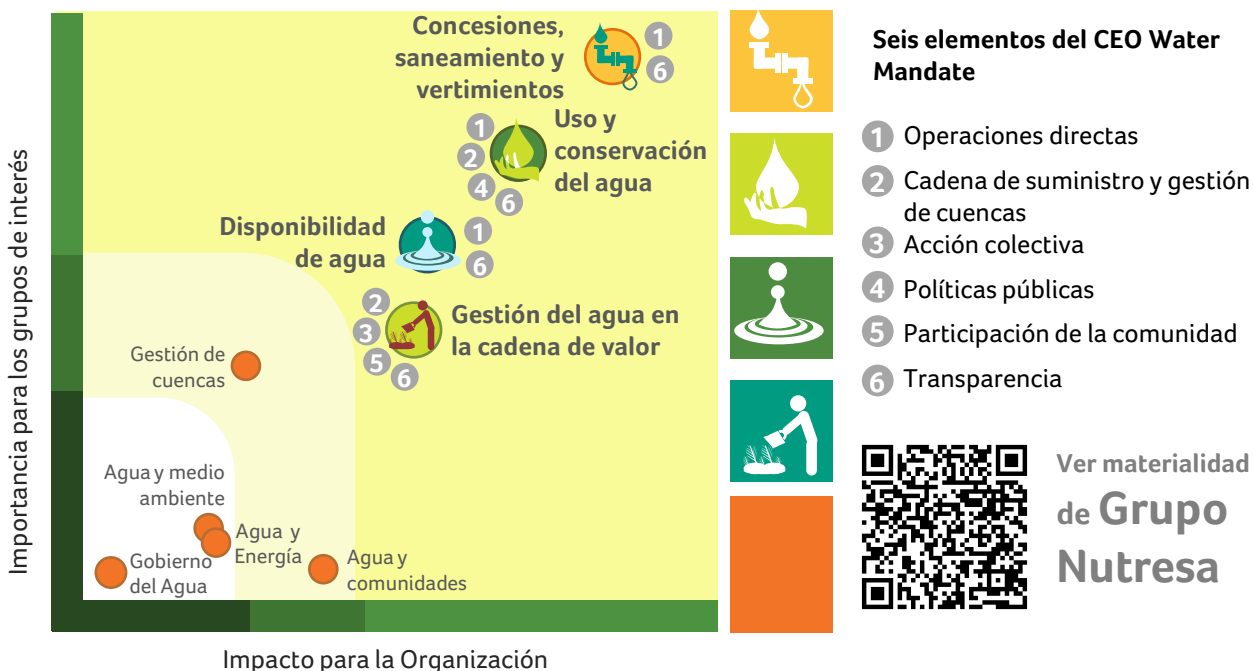 Importancia para los grupos de interés
Concesiones,
saneamiento y
vertimientos
1
6
1
2
4
6
Uso y
conservación
del agua
Disponibilidad
de agua
1
6
2
3
5
6
Gestión del agua en
la cadena de valor
Gestión de
cuencas
Agua y medio
ambiente
Agua y
Energía
Gobierno
del Agua
Agua y
comunidades
Impacto para la Organización
Seis elementos del CEO Water
Mandate
1 Operaciones directas
2 Cadena de suministro y gestión
de cuencas
3 Acción colectiva
4 Políticas públicas
5 Participación de la comunidad
6 Transparencia
Ver materialidad
de Grupo
Nutresa